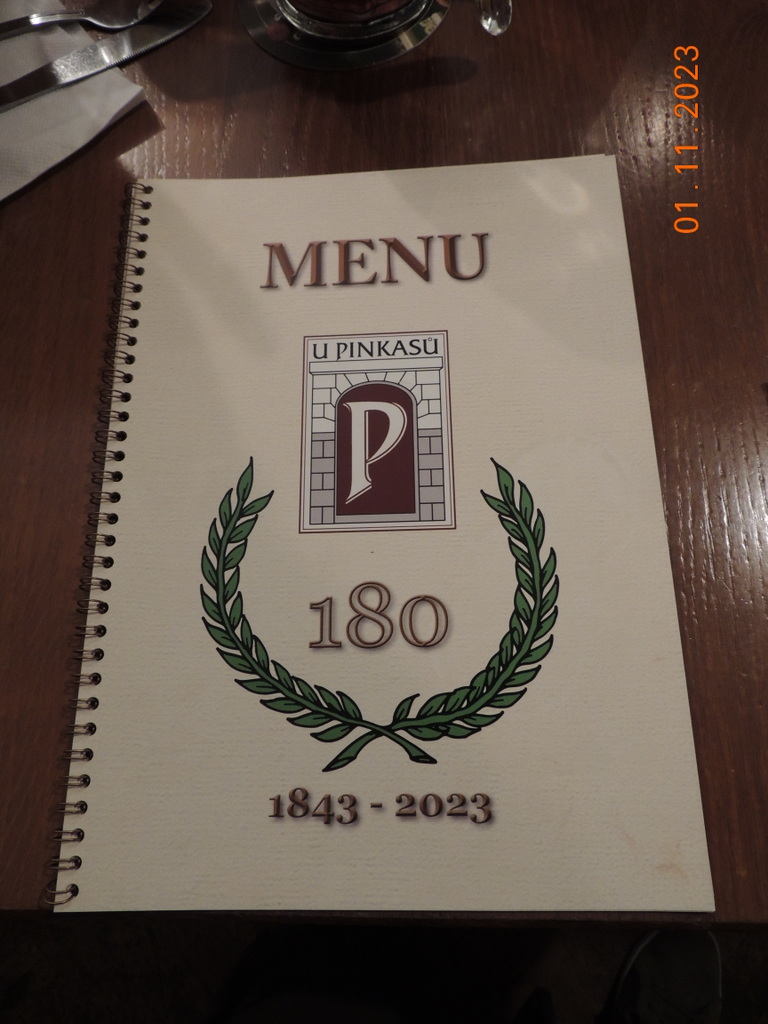 MENU
U PINKASŮ
P
180
1843 - 2023
01.11.2023